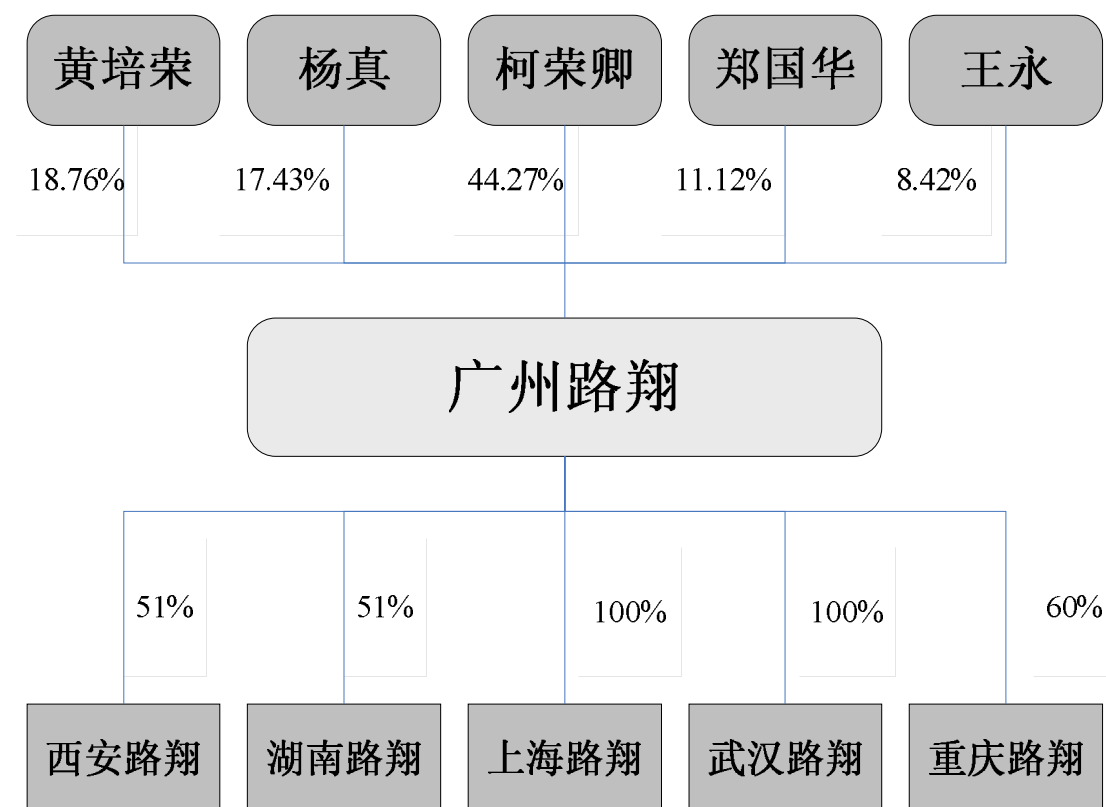 黄培荣 杨真 柯荣卿 郑国华 王永
18.76% 17.43% 44.27% 11.12% 8.42%
广州路翔
51% 51% 100% 100% 60%
西安路翔 湖南路翔 上海路翔 武汉路翔 重庆路翔